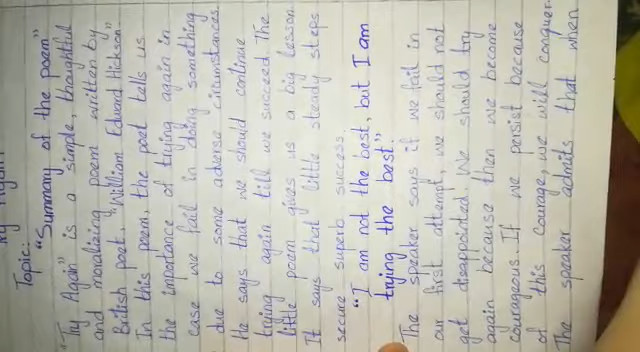 Try Again
Topic: "Summary of the poem"
"Try Again" is a simple, thoughtful
and moralizing poem written by
British poet, "William Edward Hickson".
In this poem, the poet tells us
the importance of trying again in
case we fail in doing something
due to some adverse circumstances.
He says that we should continue
trying again till we succeed. The
little poem gives us a big lesson.
It says that little steady steps
secure superb success.
"I am not the best, but I am
trying the best."
The speaker says if we fail in
our first attempt, we should not
get disappointed. We should try
again because then we become
courageous. If we persist because
of this courage, we will conquer.
The speaker admits that when